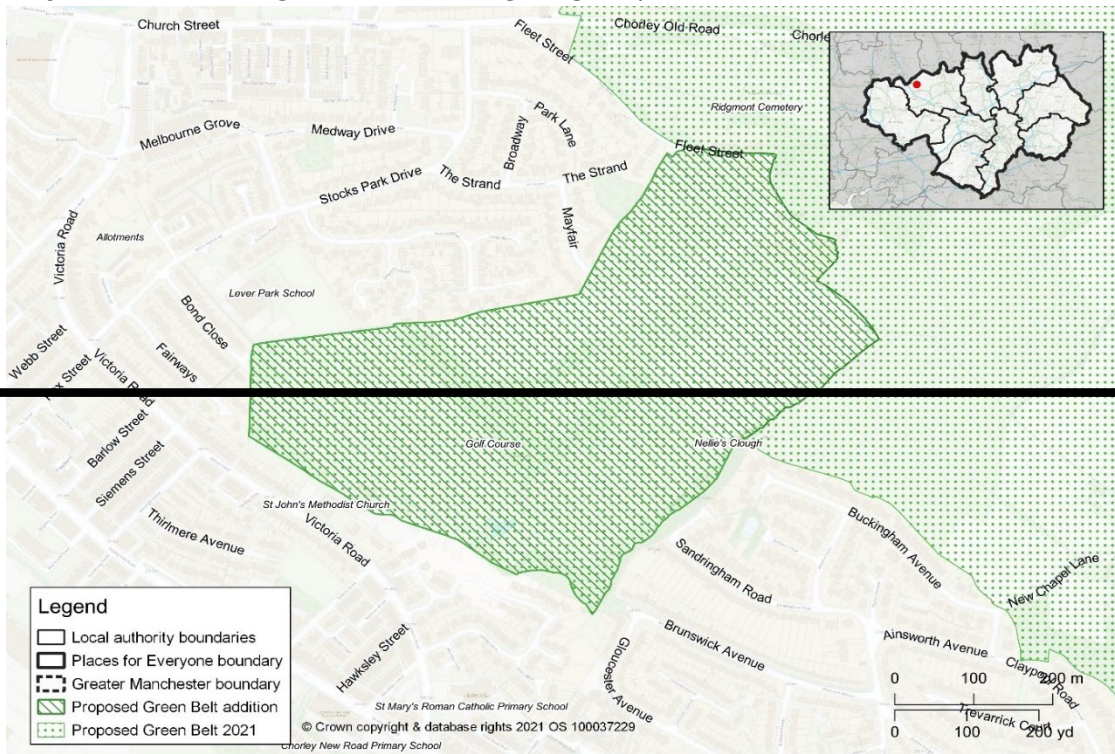 Church Street
Fleet Street
Chorley Old Road
Ridgmont Cemetery
Park Lane
Broadway
Melbourne Grove
Medway Drive
Fleet Street
Stocks Park Drive
The Strand
The Strand
Mayfair
Victoria Road
Allotments
Lever Park School
Bond Close
Webb Street
Fairways
Victoria Road
Barlow Street
Siemens Street
Golf Course
Nellie's Clough
St John's Methodist Church
Victoria Road
Thirlmere Avenue
Buckingham Avenue
Sandringham Road
New Chapel Lane
Legend
Local authority boundaries
Places for Everyone boundary
Greater Manchester boundary
Proposed Green Belt addition
Proposed Green Belt 2021
Hawksley Street
Gloucester Avenue
Brunswick Avenue
Ainsworth Avenue
Claypool Road
0 100 200 m
0 100 200 yd
Trevarrick Court
St Mary's Roman Catholic Primary School
© Crown copyright & database rights 2021 OS 100037229
Chorley New Road Primary School